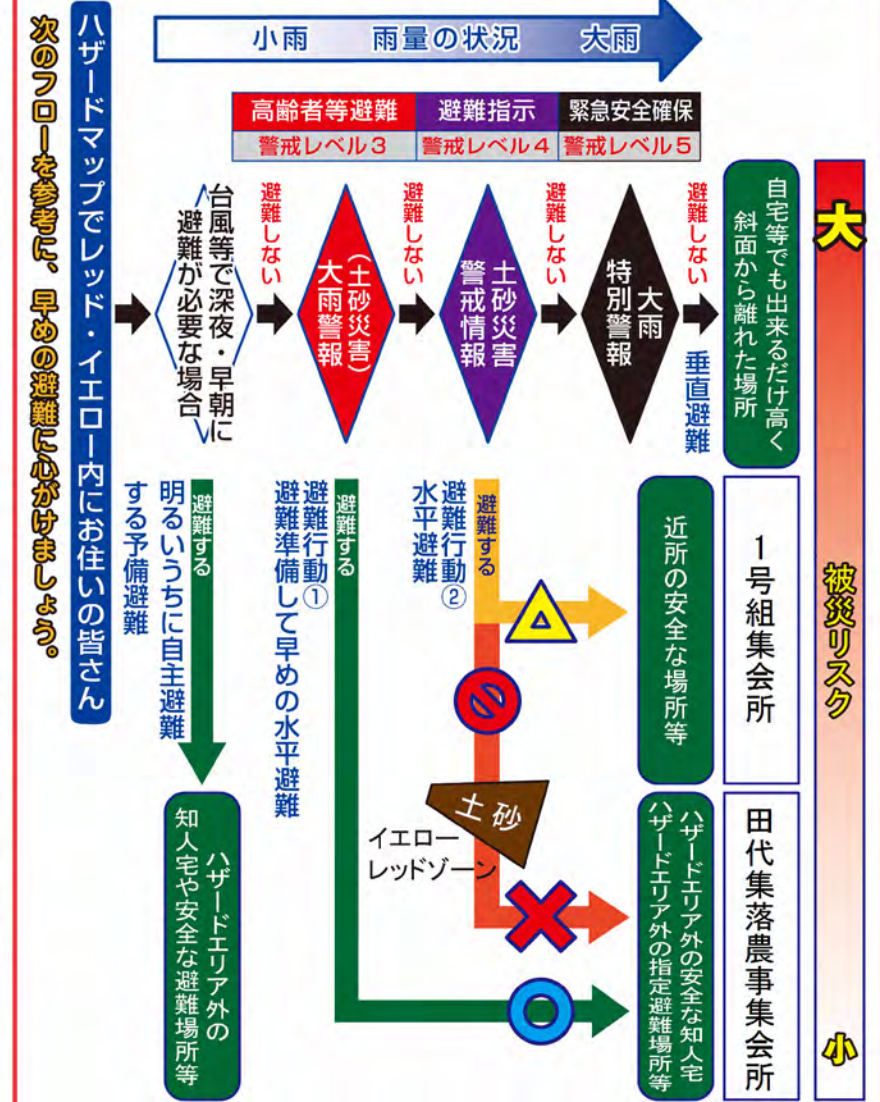 小雨 雨量の状況 大雨
高齢者等避難 避難指示 緊急安全確保
警戒レベル3 警戒レベル4 警戒レベル5
ハザードマップでレッド・イエロー内にお住いの皆さん
次のフローを参考に、早めの避難に心がけましょう。
台風等で深夜・早朝に
避難が必要な場合
避難しない
大雨警報
(土砂災害)
避難しない
土砂災害
警戒情報
避難しない
大雨
特別警報
避難しない
垂直避難
自宅等でも出来るだけ高く
斜面から離れた場所
大
被災リスク
小
避難する
明るいうちに自主避難
する予備避難
ハザードエリア外の
知人宅や安全な避難場所等
避難する
避難行動①
避難準備して早めの水平避難
避難する
避難行動②
水平避難
近所の安全な場所等
1号組集会所
土砂
イエロー
レッドゾーン
ハザードエリア外の安全な知人宅
ハザードエリア外の指定避難場所等
田代集落農事集会所